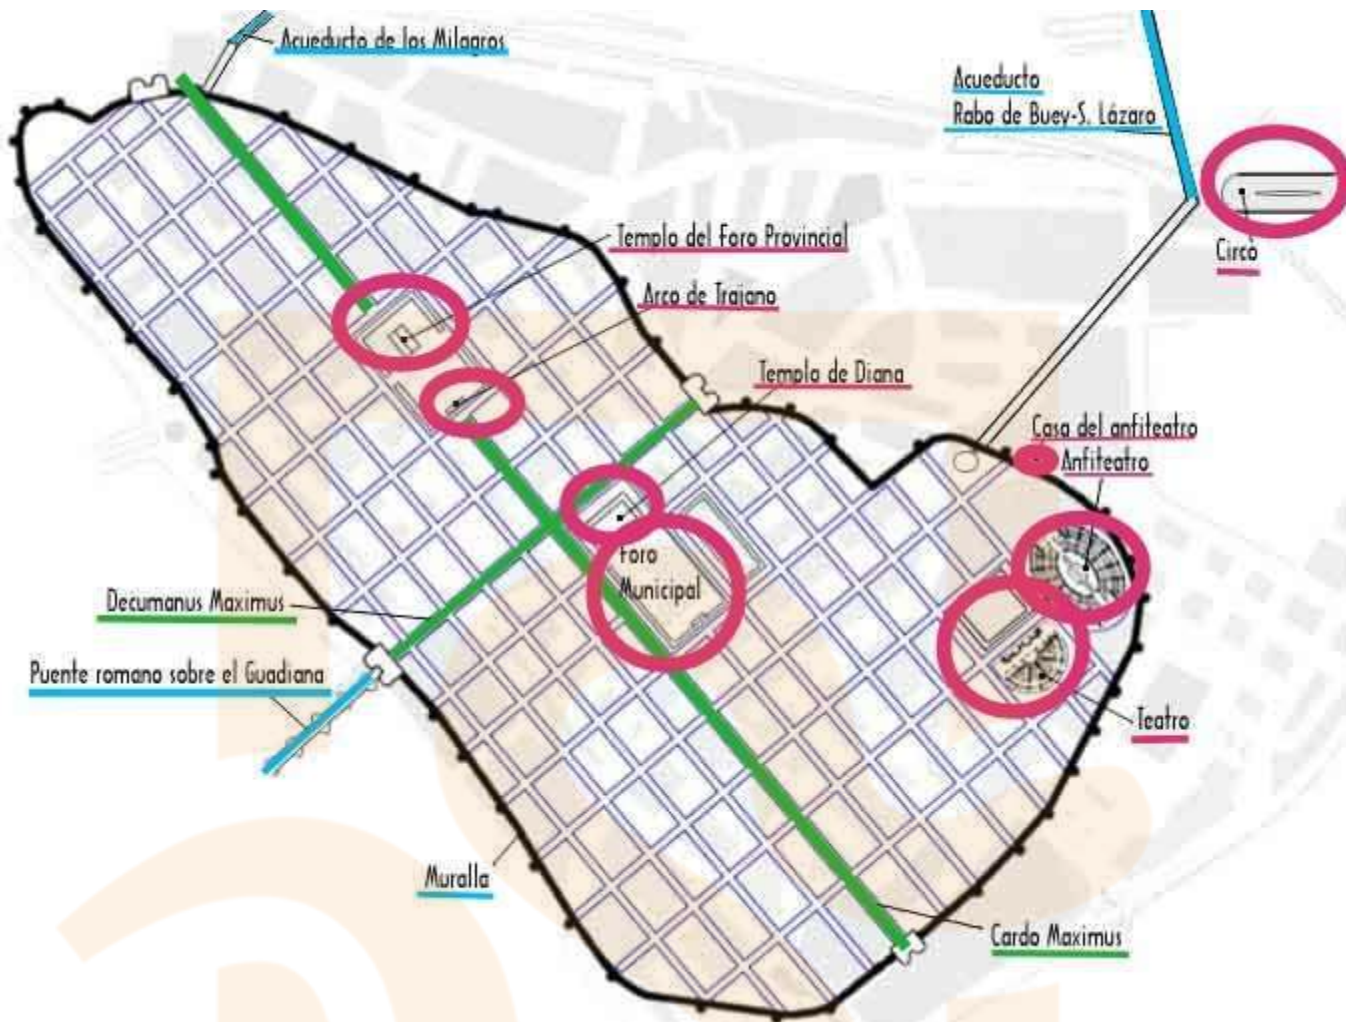 Acueducto de los Milagros
Acueducto
Rabo de Buey-S. Lázaro
Circo
Templo del Foro Provincial
Arco de Trajano
Templo de Diana
Casa del anfiteatro
Anfiteatro
Foro
Municipal
Decumanus Maximus
Puente romano sobre el Guadiana
Teatro
Muralla
Cardo Maximus